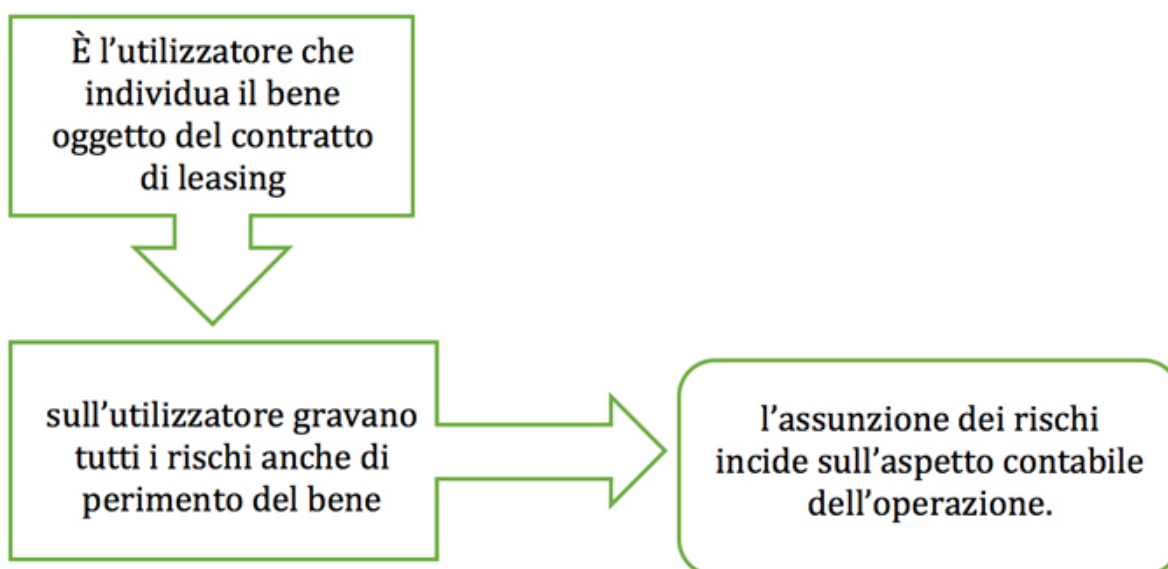 È l’utilizzatore che
individua il bene
oggetto del contratto
di leasing
sull’utilizzatore gravano
tutti i rischi anche di
perimento del bene
l’assunzione dei rischi
incide sull’aspetto contabile
dell’operazione.